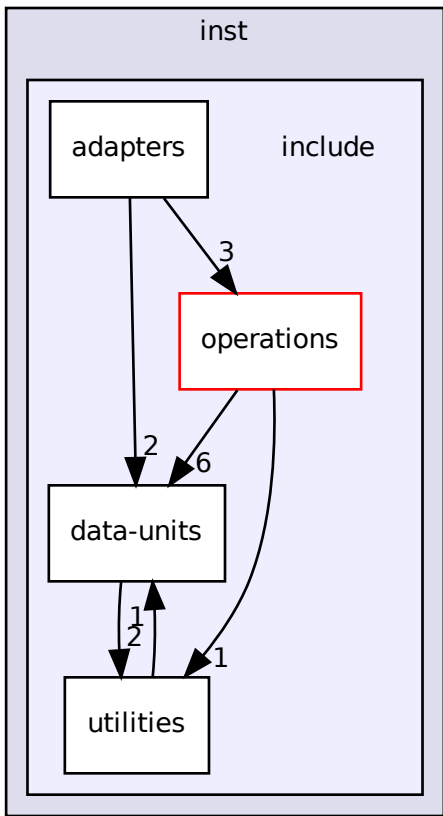 inst
adapters
include
3
operations
2
6
data-units
1
2
1
utilities